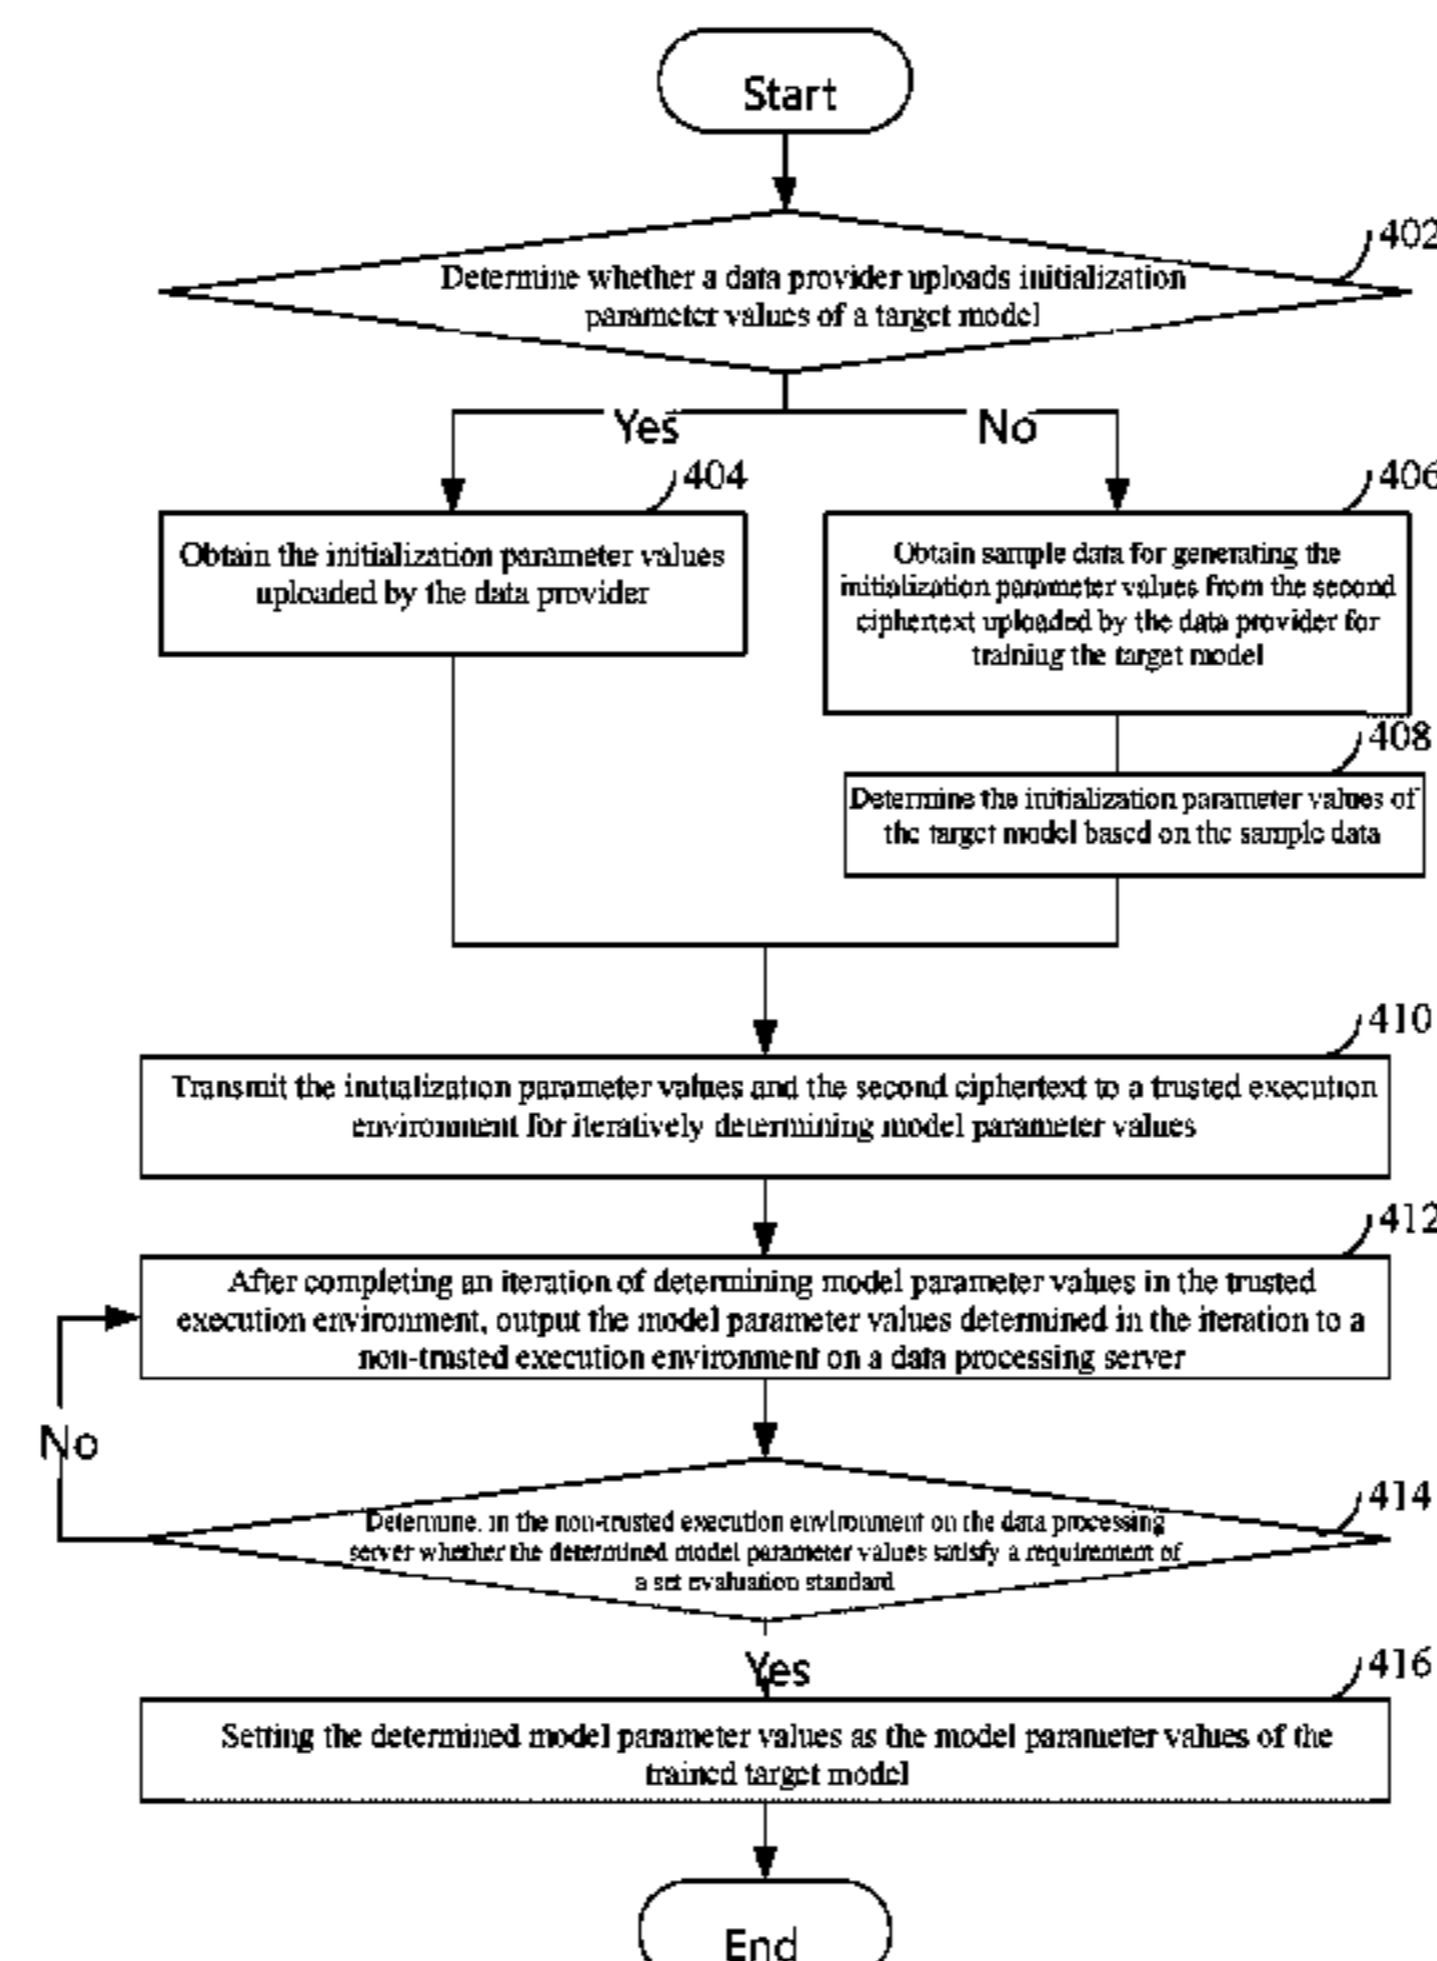 Start
402
Determine whether a data provider uploads initialization
parameter values of a target model
Yes
No
404
406
Obtain the initialization parameter values
uploaded by the data provider
Obtain sample data for generating the
initialization parameter values from the second
ciphertext uploaded by the data provider for
training the target model
408
Determine the initialization parameter values of
the target model based on the sample data
410
Transmit the initialization parameter values and the second ciphertext to a trusted execution
environment for iteratively determining model parameter values
412
After completing an iteration of determining model parameter values in the trusted
execution environment, output the model parameter values determined in the iteration to a
non-trusted execution environment on a data processing server
No
414
Determine, in the non-trusted execution environment on the data processing
server whether the determined model parameter values satisfy a requirement of
a set evaluation standard
Yes
416
Setting the determined model parameter values as the model parameter values of the
trained target model
End